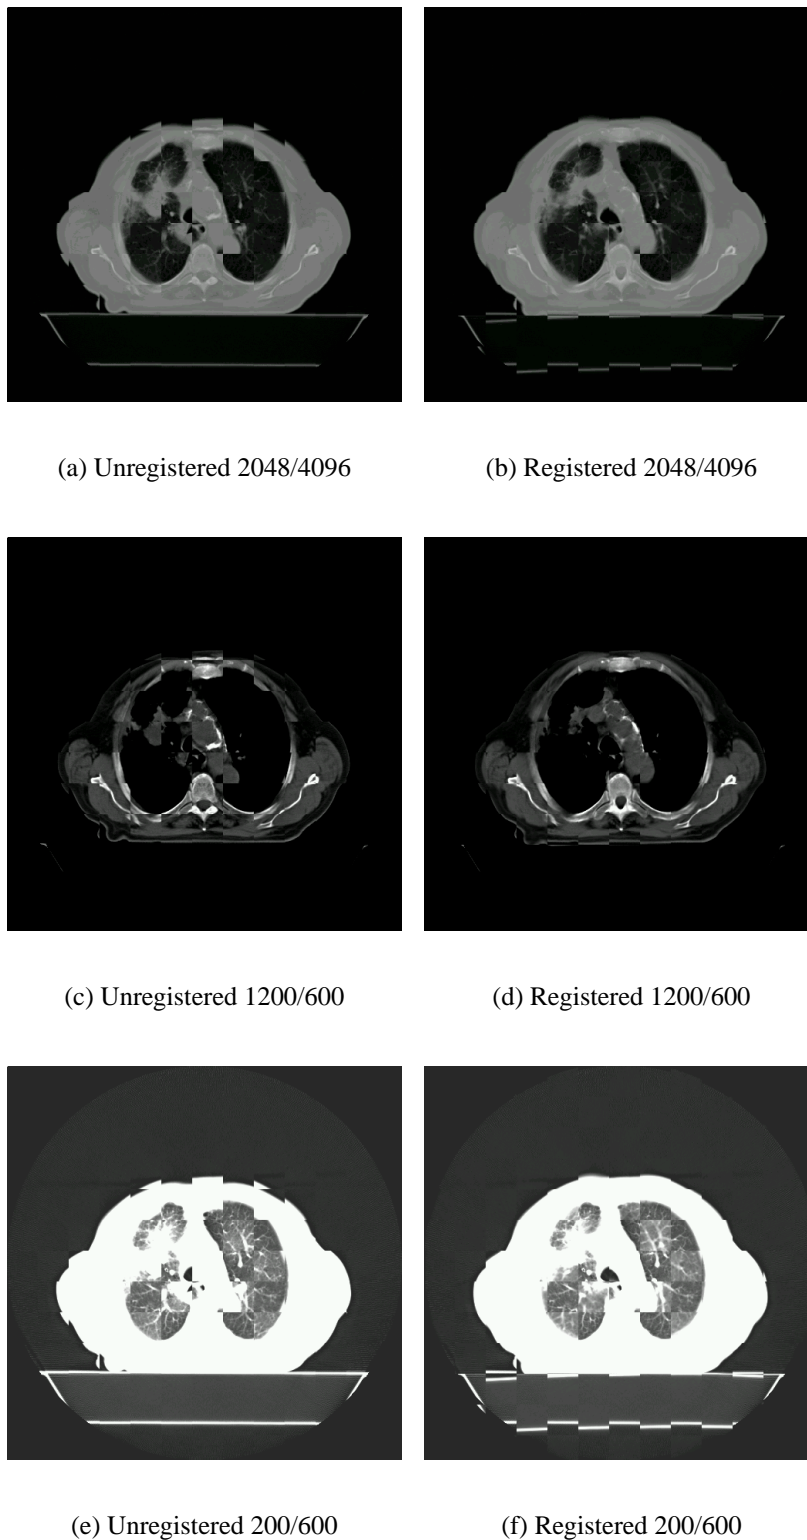 (a) Unregistered 2048/4096
(b) Registered 2048/4096
(c) Unregistered 1200/600
(d) Registered 1200/600
(e) Unregistered 200/600
(f) Registered 200/600